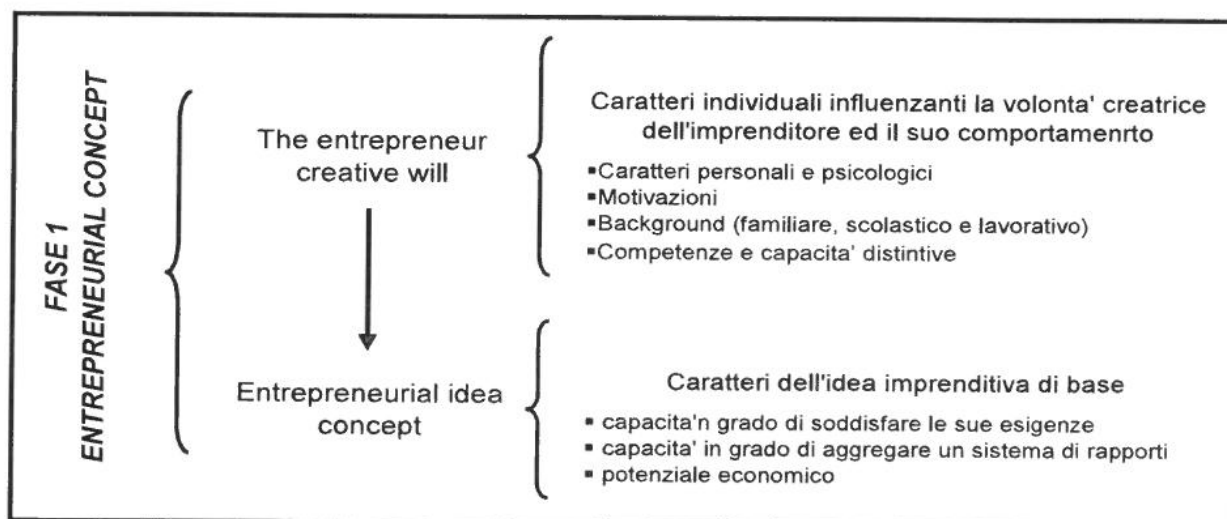 FASE 1
ENTREPRENEURIAL CONCEPT
The entrepreneur
creative will
Caratteri individuali influenzanti la volonta' creatrice
dell'imprenditore ed il suo comportamenrto
▪Caratteri personali e psicologici
▪Motivazioni
▪Background (familiare, scolastico e lavorativo)
▪Competenze e capacita' distintive
Entrepreneurial idea
concept
Caratteri dell'idea imprenditiva di base
▪ capacita'n grado di soddisfare le sue esigenze
▪ capacita' in grado di aggregare un sistema di rapporti
▪ potenziale economico